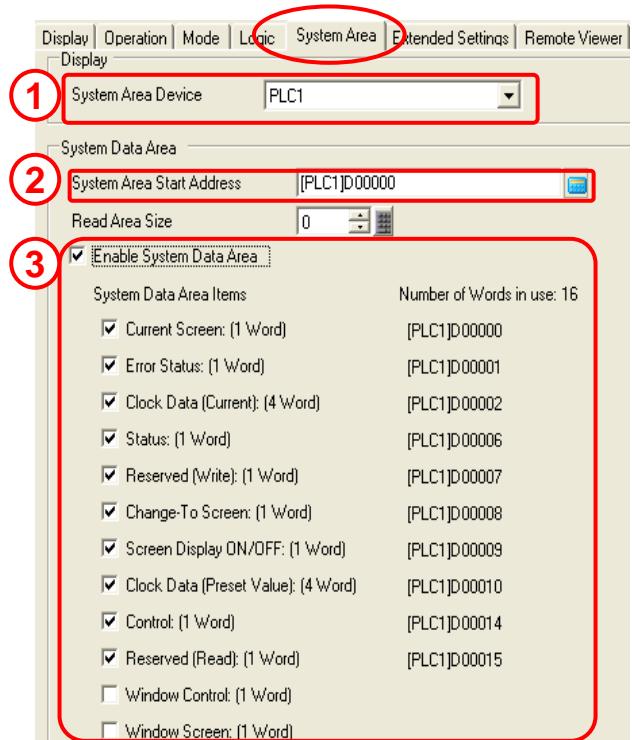 Display Operation Mode Logic System Area Extended Settings Remote Viewer
Display
1 System Area Device PLC1
System Data Area
2 System Area Start Address [PLC1]D00000
Read Area Size 0
3 Enable System Data Area
System Data Area Items Number of Words in use: 16
Current Screen: (1 Word) [PLC1]D00000
Error Status: (1 Word) [PLC1]D00001
Clock Data (Current): (4 Word) [PLC1]D00002
Status: (1 Word) [PLC1]D00006
Reserved (Write): (1 Word) [PLC1]D00007
Change-To Screen: (1 Word) [PLC1]D00008
Screen Display ON/OFF: (1 Word) [PLC1]D00009
Clock Data (Preset Value): (4 Word) [PLC1]D00010
Control: (1 Word) [PLC1]D00014
Reserved (Read): (1 Word) [PLC1]D00015
Window Control: (1 Word)
Window Screen: (1 Word)